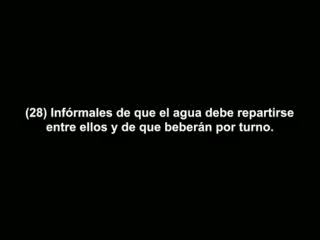 (28) Infórmales de que el agua debe repartirse
entre ellos y de que beberán por turno.